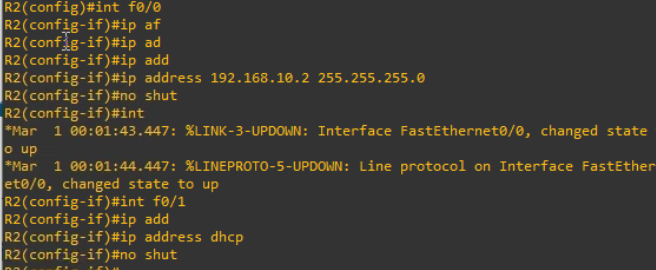 R2(config)#int f0/0
R2(config-if)#ip af
R2(config-if)#ip ad
R2(config-if)#ip add
R2(config-if)#ip address 192.168.10.2 255.255.255.0
R2(config-if)#no shut
R2(config-if)#int
*Mar  1 00:01:43.447: %LINK-3-UPDOWN: Interface FastEthernet0/0, changed state
o up
*Mar  1 00:01:44.447: %LINEPROTO-5-UPDOWN: Line protocol on Interface FastEther
et0/0, changed state to up
R2(config-if)#int f0/1
R2(config-if)#ip add
R2(config-if)#ip address dhcp
R2(config-if)#no shut